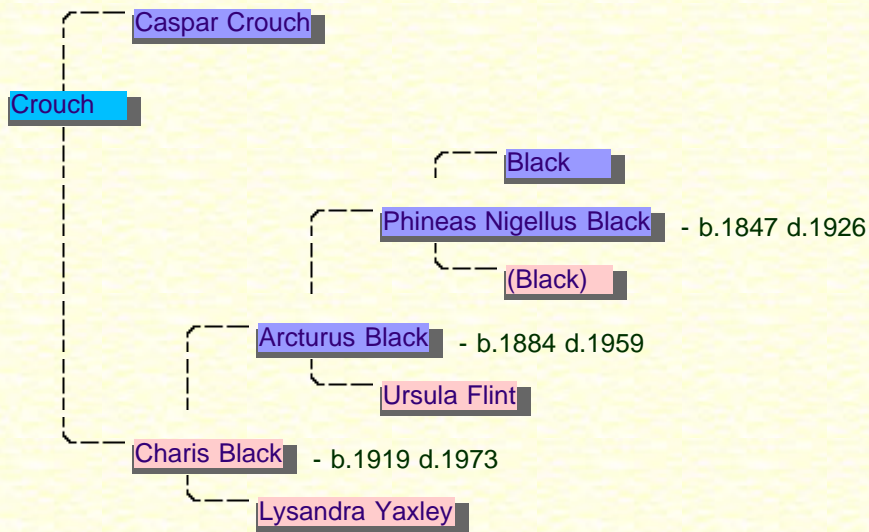 Caspar Crouch
Crouch
Black
Phineas Nigellus Black - b.1847 d.1926
(Black)
Arcturus Black - b.1884 d.1959
Ursula Flint
Charis Black - b.1919 d.1973
Lysandra Yaxley